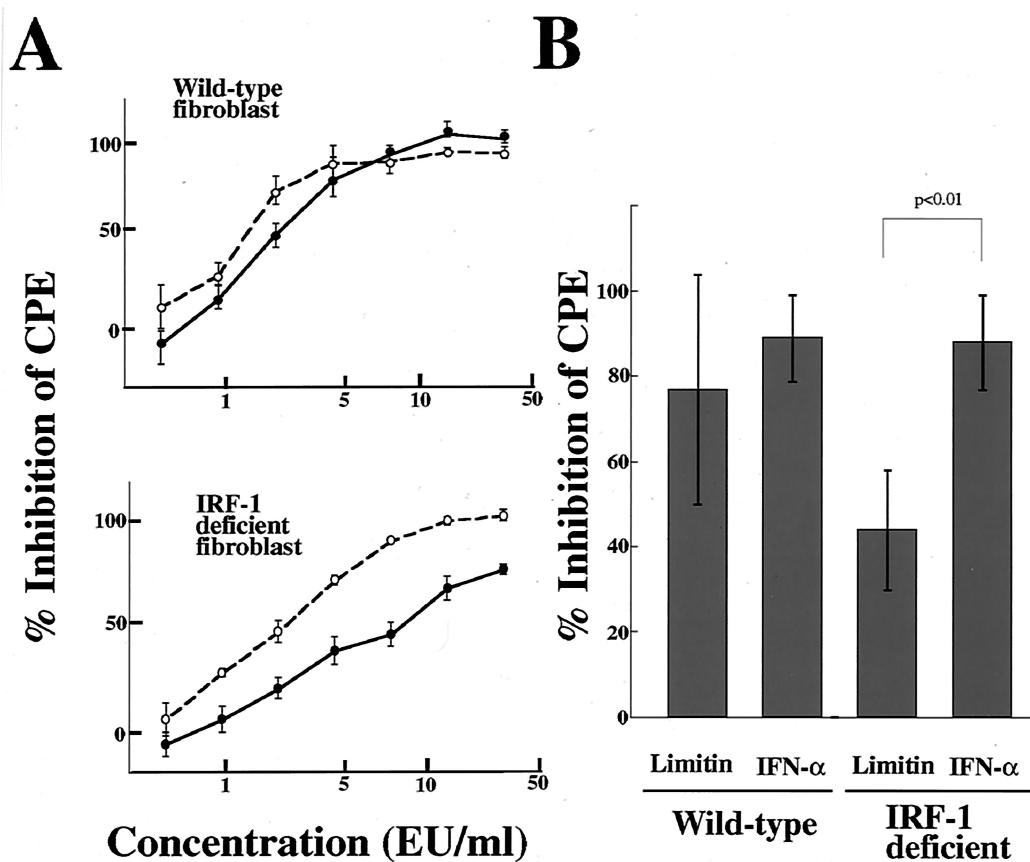 A
Wild-type
fibroblast
100
50
0
1
5
10
50
IRF-1
deficient
fibroblast
100
50
0
1
5
10
50
% Inhibition of CPE
Concentration (EU/ml)
B
p<0.01
100
80
60
40
20
0
% Inhibition of CPE
Limitin IFN-α Limitin IFN-α
Wild-type
IRF-1
deficient